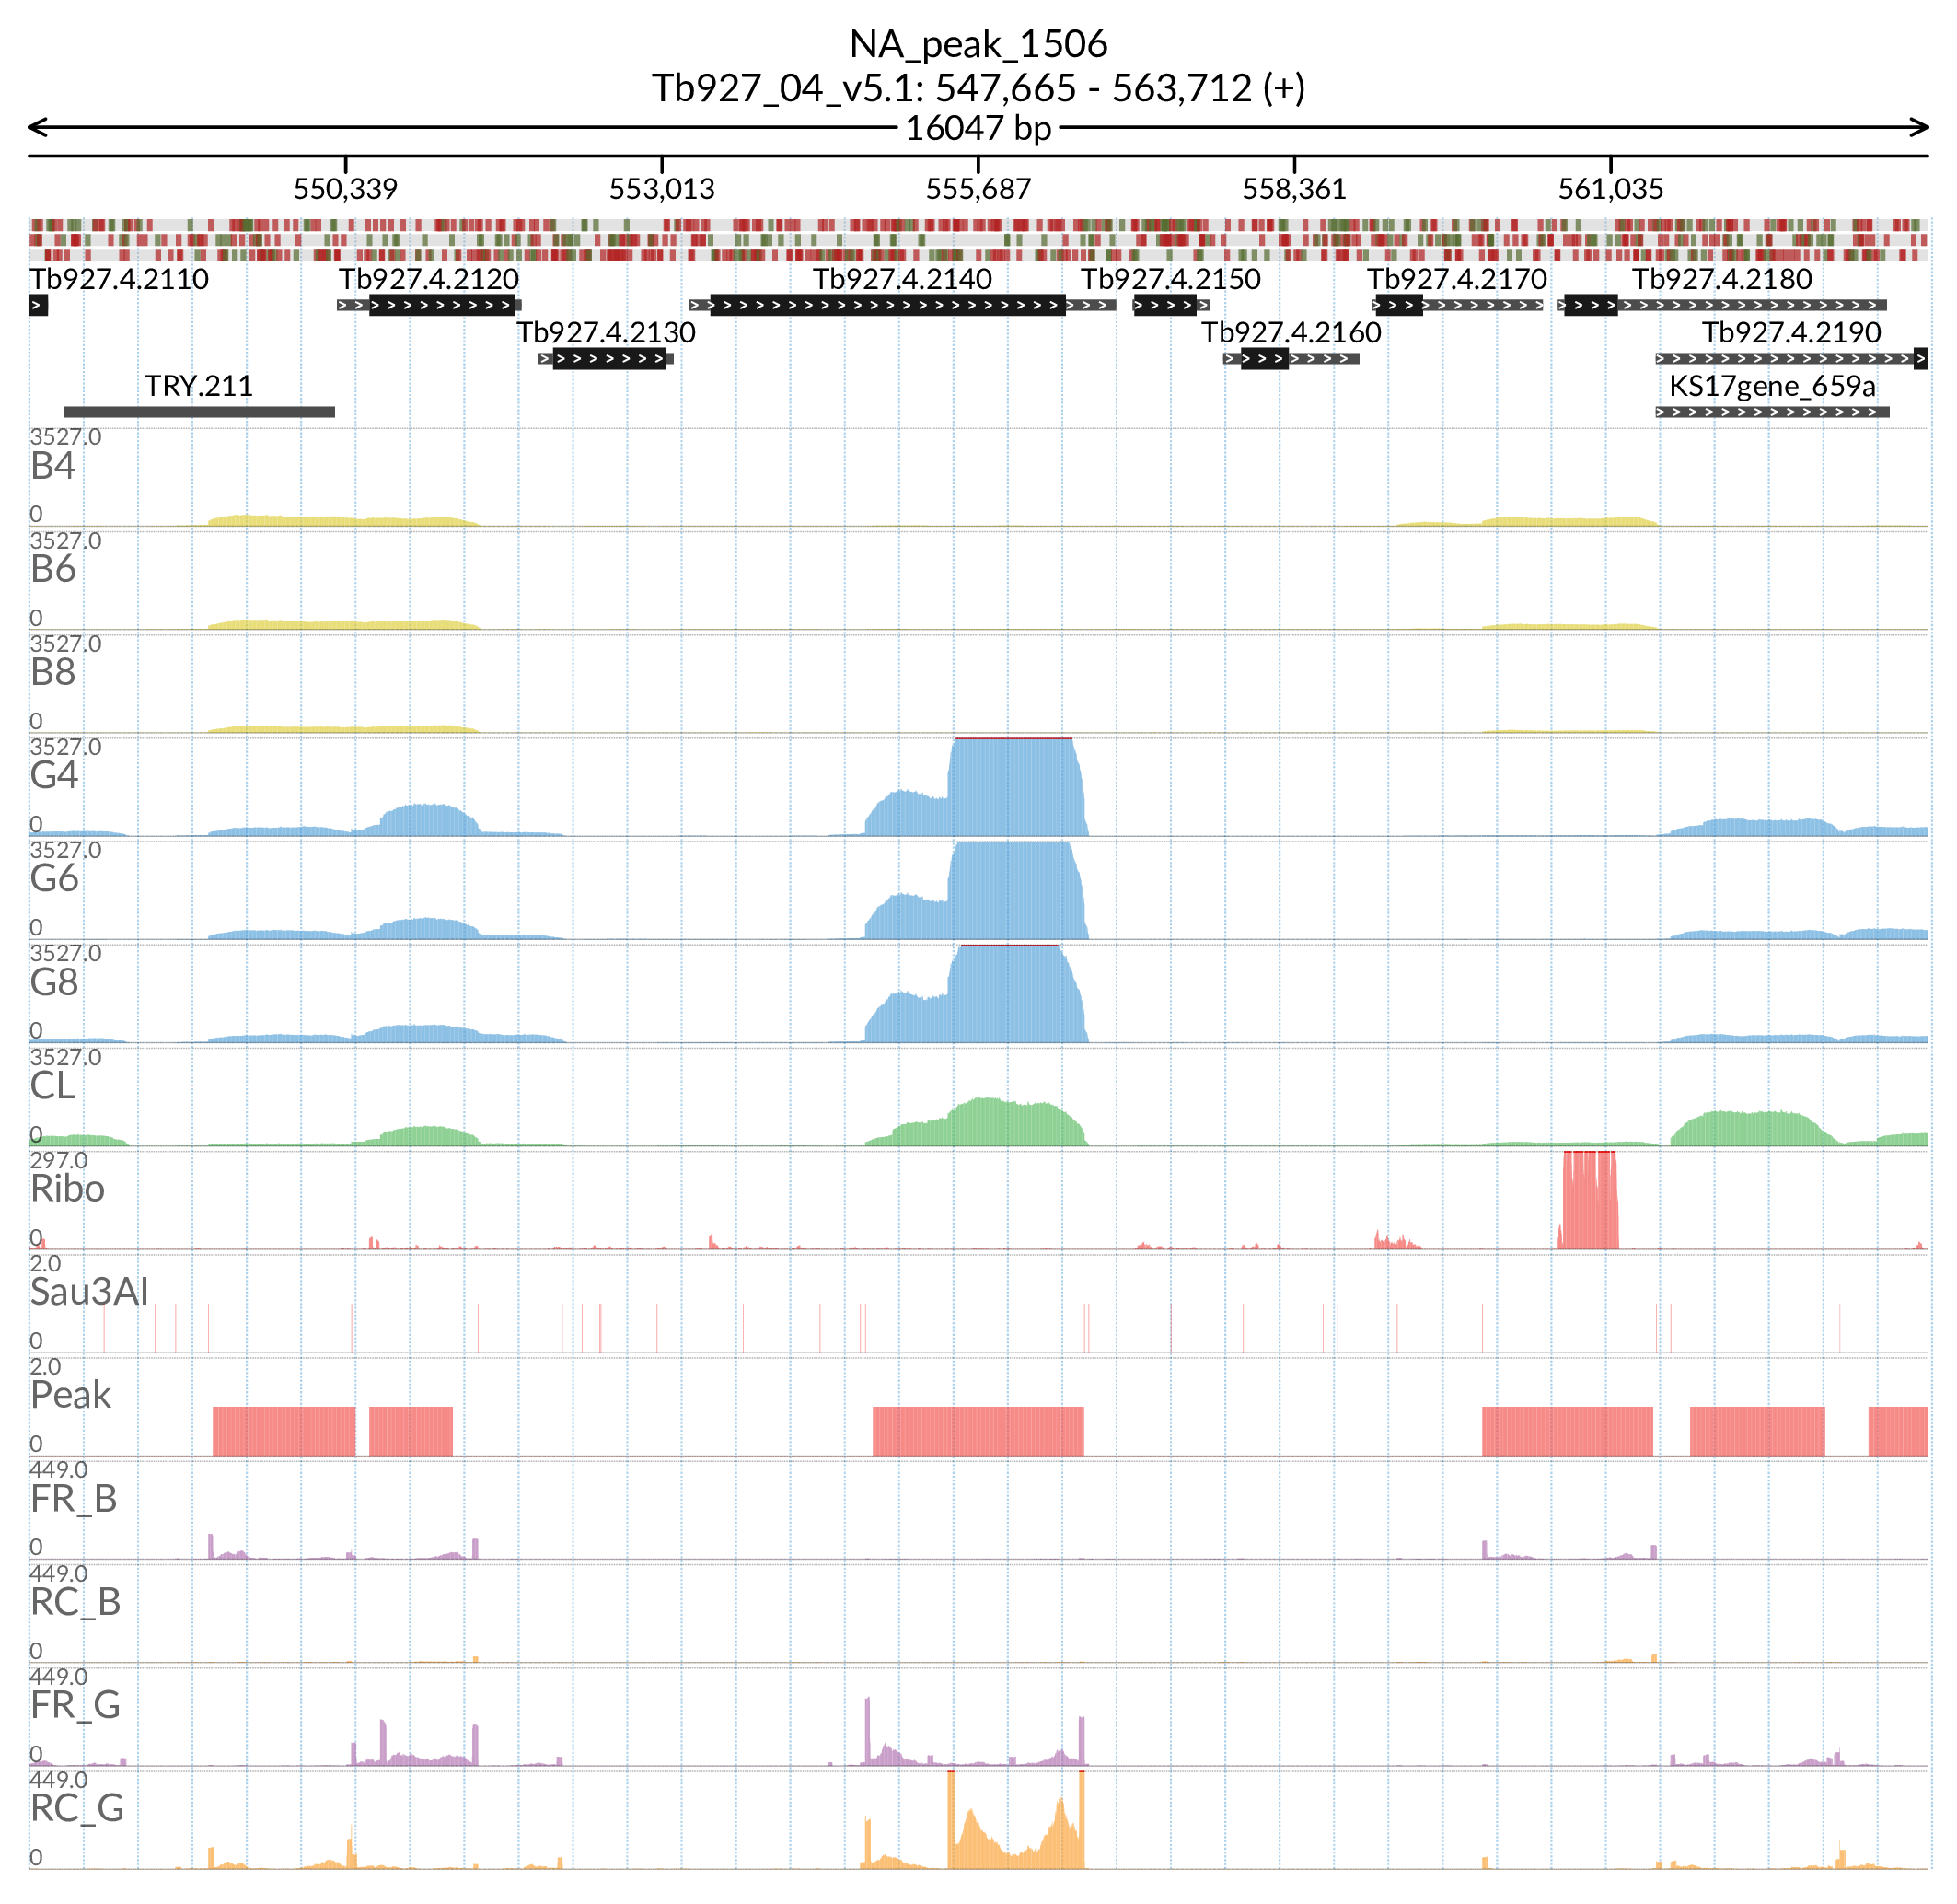 NA_peak_1506
Tb927_04_v5.1: 547,665 - 563,712 (+)
16047 bp
550,339 553,013 555,687 558,361 561,035
Tb927.4.2110 Tb927.4.2120 Tb927.4.2140 Tb927.4.2150 Tb927.4.2170 Tb927.4.2180
Tb927.4.2130 Tb927.4.2160 Tb927.4.2190
TRY.211 KS17gene_659a
3527.0
B4
0
3527.0
B6
0
3527.0
B8
0
3527.0
G4
0
3527.0
G6
0
3527.0
G8
0
3527.0
CL
0
297.0
Ribo
0
2.0
Sau3AI
0
2.0
Peak
0
449.0
FR_B
0
449.0
RC_B
0
449.0
FR_G
0
449.0
RC_G
0